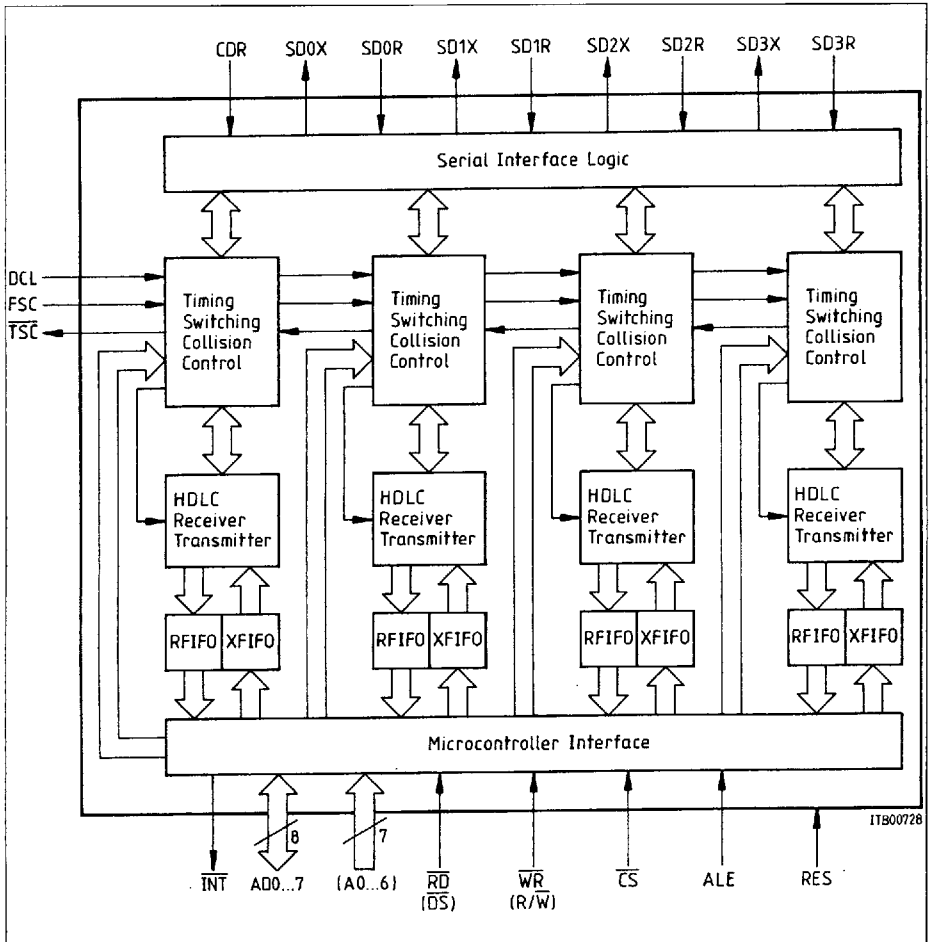 CDR SD0X SD0R SD1X SD1R SD2X SD2R SD3X SD3R
Serial Interface Logic
DCL
FSC
TSC
Timing
Switching
Collision
Control
Timing
Switching
Collision
Control
Timing
Switching
Collision
Control
Timing
Switching
Collision
Control
HDLC
Receiver
Transmitter
HDLC
Receiver
Transmitter
HDLC
Receiver
Transmitter
HDLC
Receiver
Transmitter
RFIFO XFIFO RFIFO XFIFO RFIFO XFIFO RFIFO XFIFO
Microcontroller Interface
8 7
ITB00728
INT AD0...7 (A0...6) RD WR CS ALE RES
(DS) (R/W)